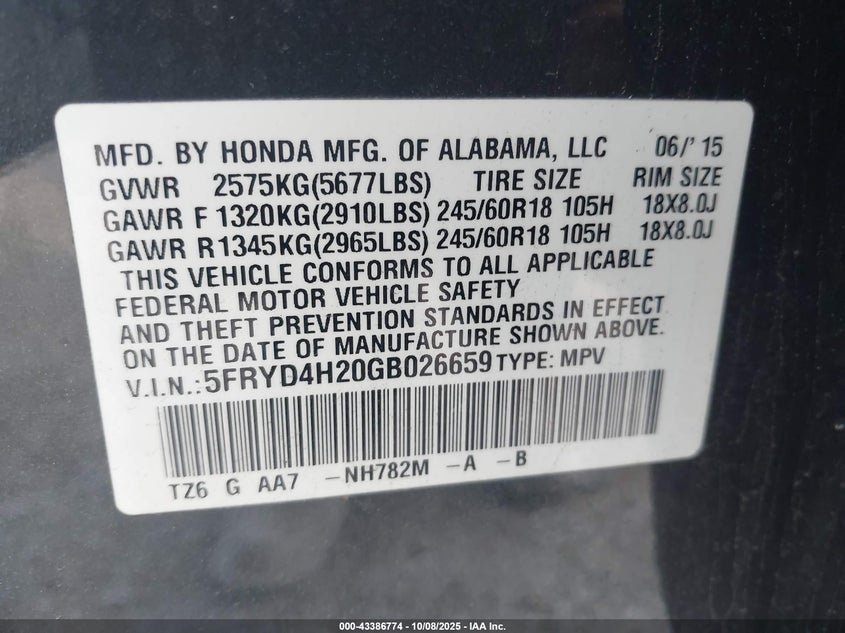 MFD. BY HONDA MFG. OF ALABAMA, LLC 06/' 15
GVWR 2575KG(5677LBS) TIRE SIZE RIM SIZE
GAWR F 1320KG(2910LBS) 245/60R18 105H 18X8.0J
GAWR R 1345KG(2965LBS) 245/60R18 105H 18X8.0J
THIS VEHICLE CONFORMS TO ALL APPLICABLE
FEDERAL MOTOR VEHICLE SAFETY
AND THEFT PREVENTION STANDARDS IN EFFECT
ON THE DATE OF MANUFACTURE SHOWN ABOVE.
V.I.N.:5FRYD4H20GB026659 TYPE: MPV
TZ6 G AA7 -NH782M -A -B
000-43386774 | 10/08/2025 - IAA Inc.